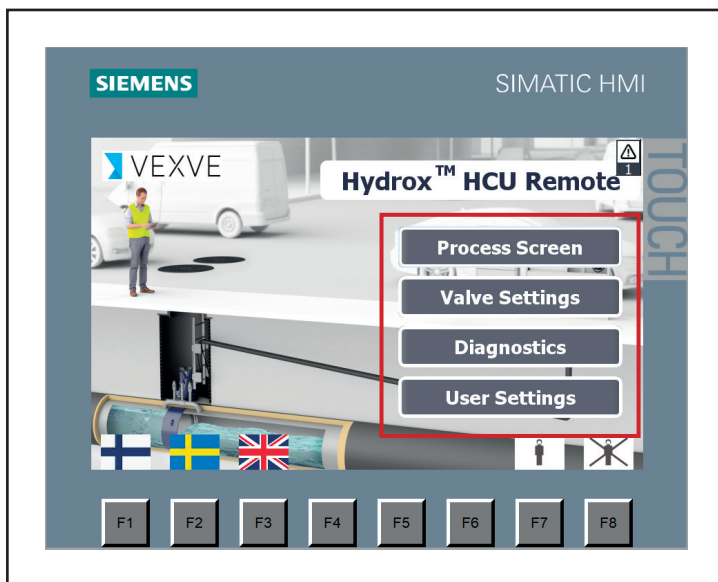 SIEMENS
SIMATIC HMI
TOUCH
VEXVE
1
Hydrox™ HCU Remote
Process Screen
Valve Settings
Diagnostics
User Settings
F1 F2 F3 F4 F5 F6 F7 F8